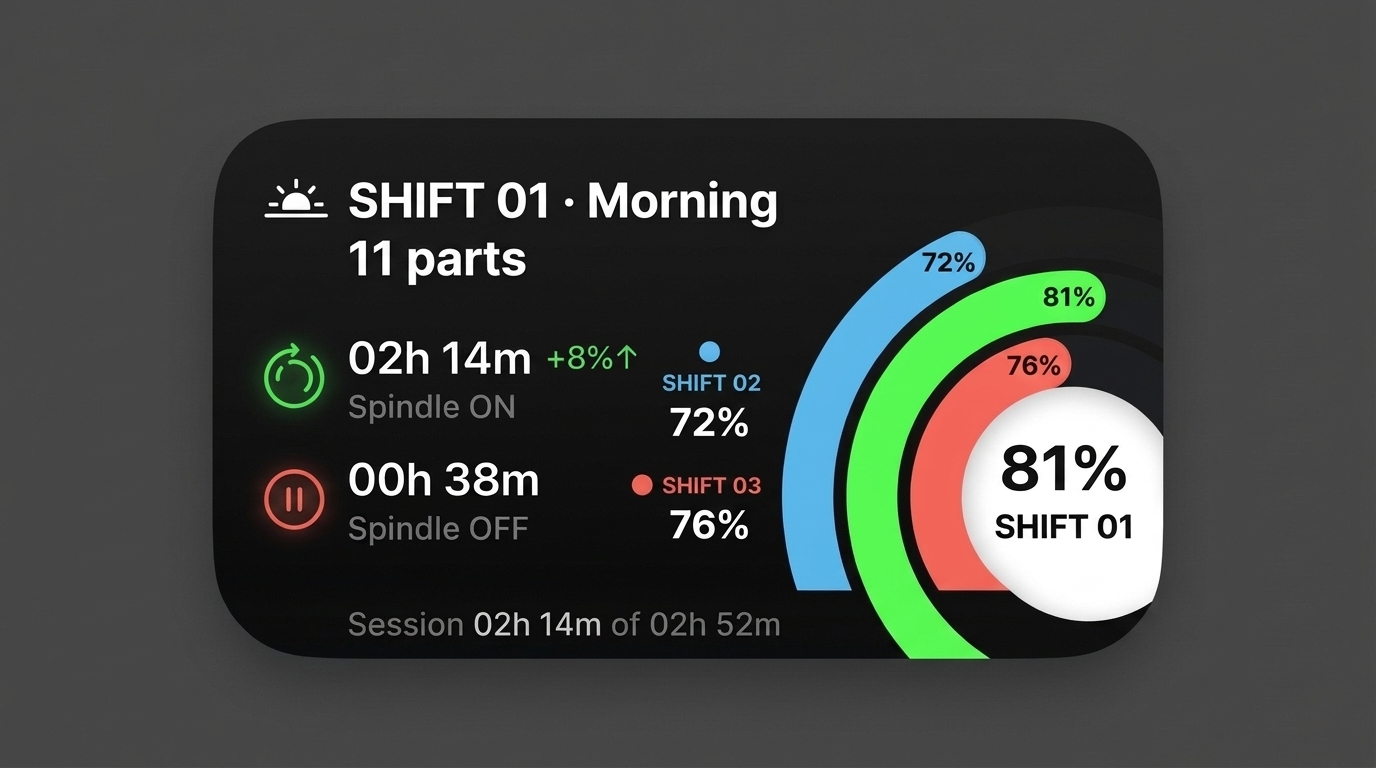 SHIFT 01 · Morning
11 parts
02h 14m +8%↑
Spindle ON
00h 38m
Spindle OFF
Session 02h 14m of 02h 52m
SHIFT 02
72%
SHIFT 03
76%
72%
81%
76%
81%
SHIFT 01